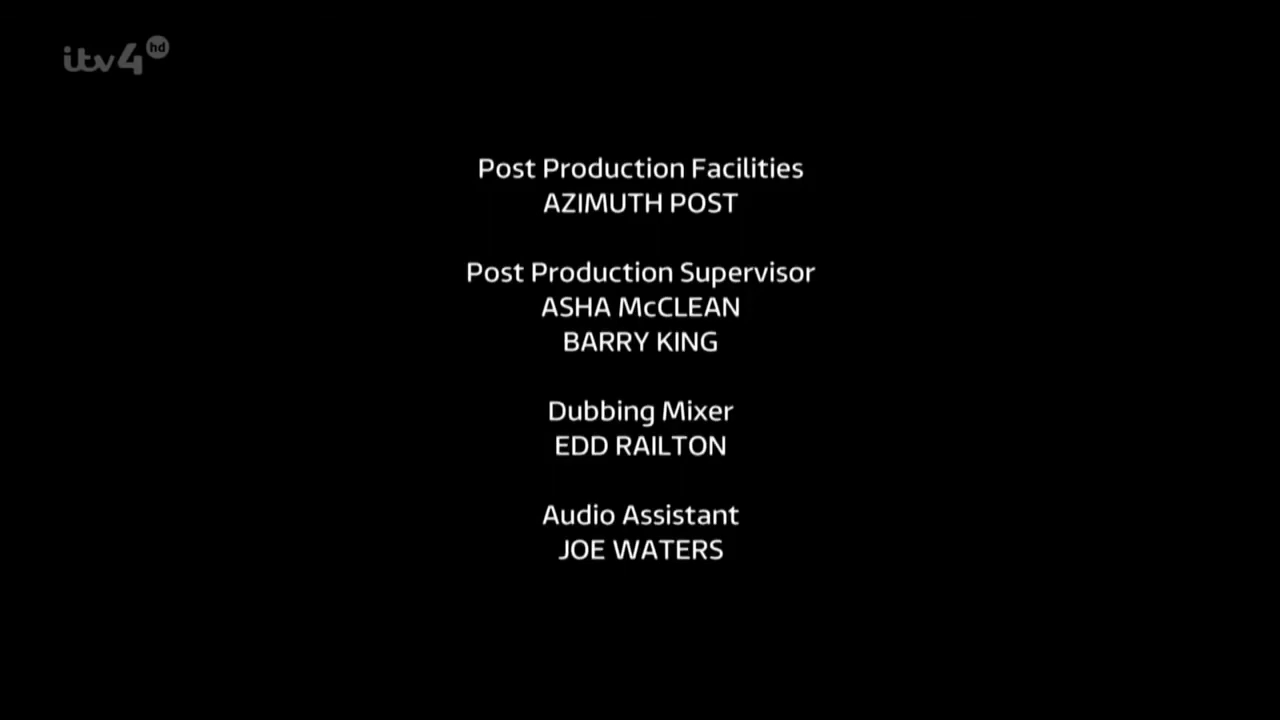 itv4 hd
Post Production Facilities
AZIMUTH POST
Post Production Supervisor
ASHA McCLEAN
BARRY KING
Dubbing Mixer
EDD RAILTON
Audio Assistant
JOE WATERS